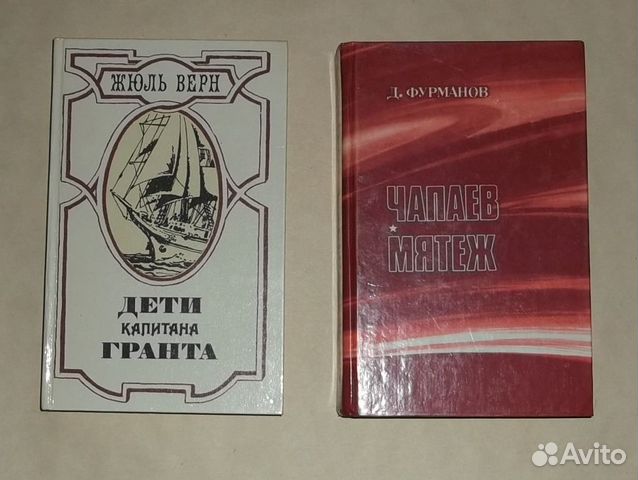 ЖЮЛЬ ВЕРН
ДЕТИ
КАПИТАНА
ГРАНТА
Д. ФУРМАНОВ
ЧАПАЕВ
МЯТЕЖ
Avito